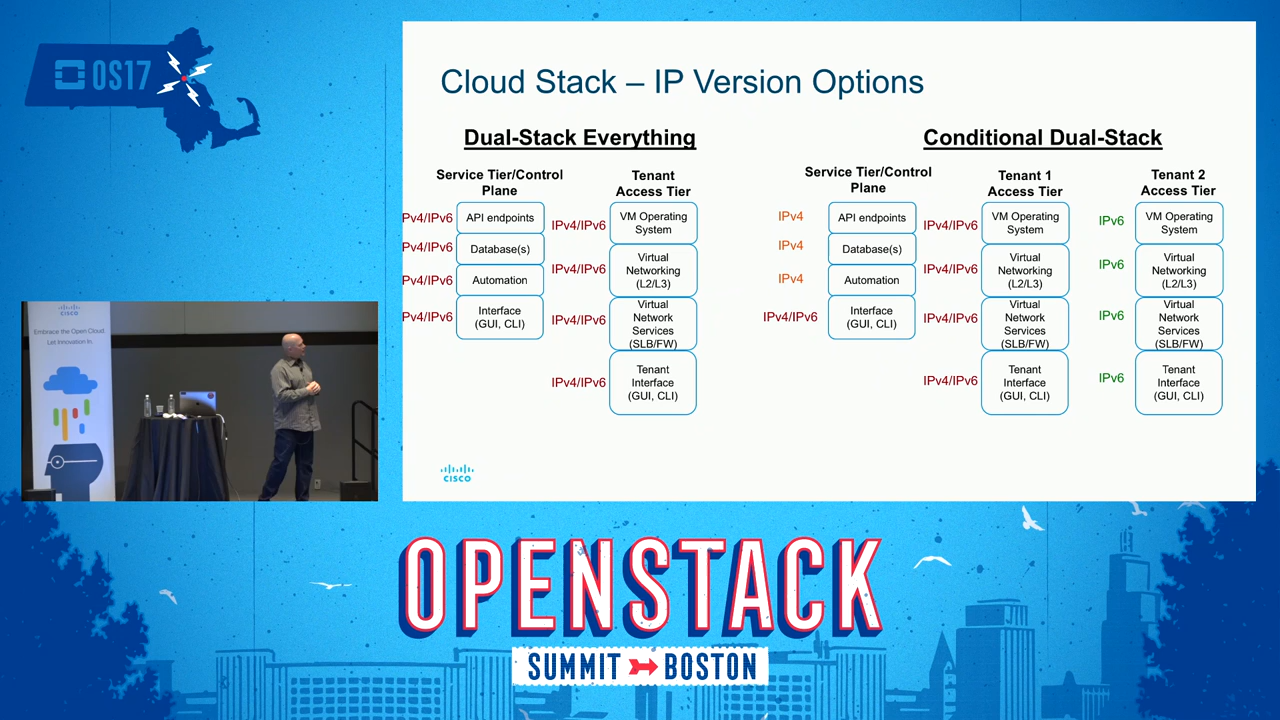 OS17
Cloud Stack – IP Version Options
Dual-Stack Everything
Service Tier/Control
Plane
Pv4/IPv6
API endpoints
Pv4/IPv6
Database(s)
Pv4/IPv6
Automation
Pv4/IPv6
Interface
(GUI, CLI)
Tenant
Access Tier
IPv4/IPv6
VM Operating
System
IPv4/IPv6
Virtual
Networking
(L2/L3)
IPv4/IPv6
Virtual
Network
Services
(SLB/FW)
IPv4/IPv6
Tenant
Interface
(GUI, CLI)
Conditional Dual-Stack
Service Tier/Control
Plane
IPv4
API endpoints
IPv4
Database(s)
IPv4
Automation
IPv4/IPv6
Interface
(GUI, CLI)
Tenant 1
Access Tier
IPv4/IPv6
VM Operating
System
IPv4/IPv6
Virtual
Networking
(L2/L3)
IPv4/IPv6
Virtual
Network
Services
(SLB/FW)
IPv4/IPv6
Tenant
Interface
(GUI, CLI)
Tenant 2
Access Tier
IPv6
VM Operating
System
IPv6
Virtual
Networking
(L2/L3)
IPv6
Virtual
Network
Services
(SLB/FW)
IPv6
Tenant
Interface
(GUI, CLI)
CISCO
CISCO
Embrace the Open Cloud.
Let Innovation In.
OPENSTACK
SUMMIT BOSTON